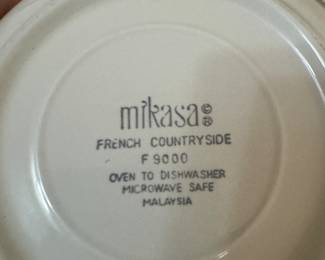 mikasa © ®
FRENCH COUNTRYSIDE
F 9000
OVEN TO DISHWASHER
MICROWAVE SAFE
MALAYSIA